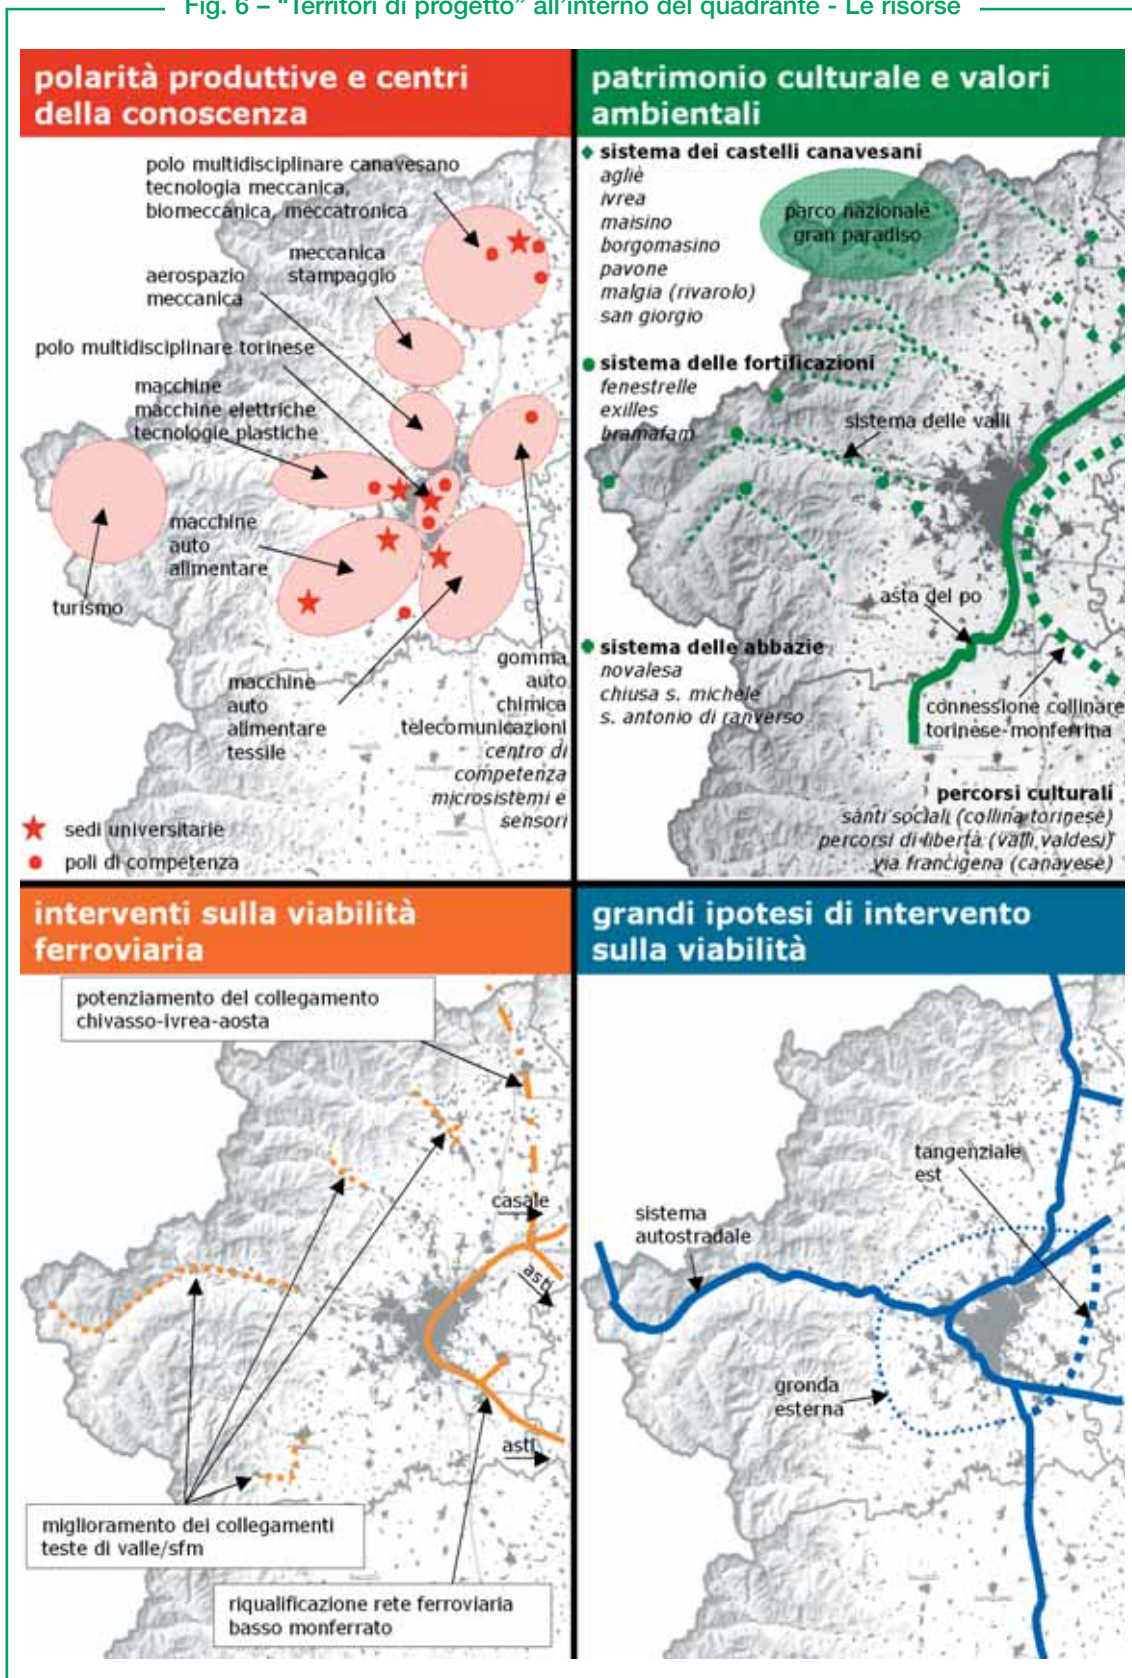 Fig. 6 – "Territori di progetto" all'interno del quadrante - Le risorse
polarità produttive e centri
della conoscenza
polo multidisciplinare canavesano
tecnologia meccanica,
biomeccanica, meccatronica
meccanica
stampaggio
aerospazio
meccanica
polo multidisciplinare torinese
macchine
macchine elettriche
tecnologie plastiche
macchine
auto
alimentare
turismo
macchine
auto
alimentare
tessile
gomma
auto
chimica
telecomunicazioni
centro di
competenza
microsistemi e
sensori
sedi universitarie
poli di competenza
patrimonio culturale e valori
ambientali
sistema dei castelli canavesani
agliè
ivrea
maisino
borgomasino
pavone
malgia (rivarolo)
san giorgio
parco nazionale
gran paradiso
sistema delle fortificazioni
fenestrelle
exilles
bramafam
sistema delle valli
asta del po
sistema delle abbazie
novalesa
chiusa s. michele
s. antonio di ranverso
connessione collinare
torinese-monferrina
percorsi culturali
santi sociali (collina torinese)
percorsi di libertà (valli valdesi)
via francigena (canavese)
interventi sulla viabilità
ferroviaria
potenziamento del collegamento
chivasso-ivrea-aosta
casale
asti
asti
miglioramento dei collegamenti
teste di valle/sfm
riqualificazione rete ferroviaria
basso monferrato
grandi ipotesi di intervento
sulla viabilità
tangenziale
est
sistema
autostradale
gronda
esterna